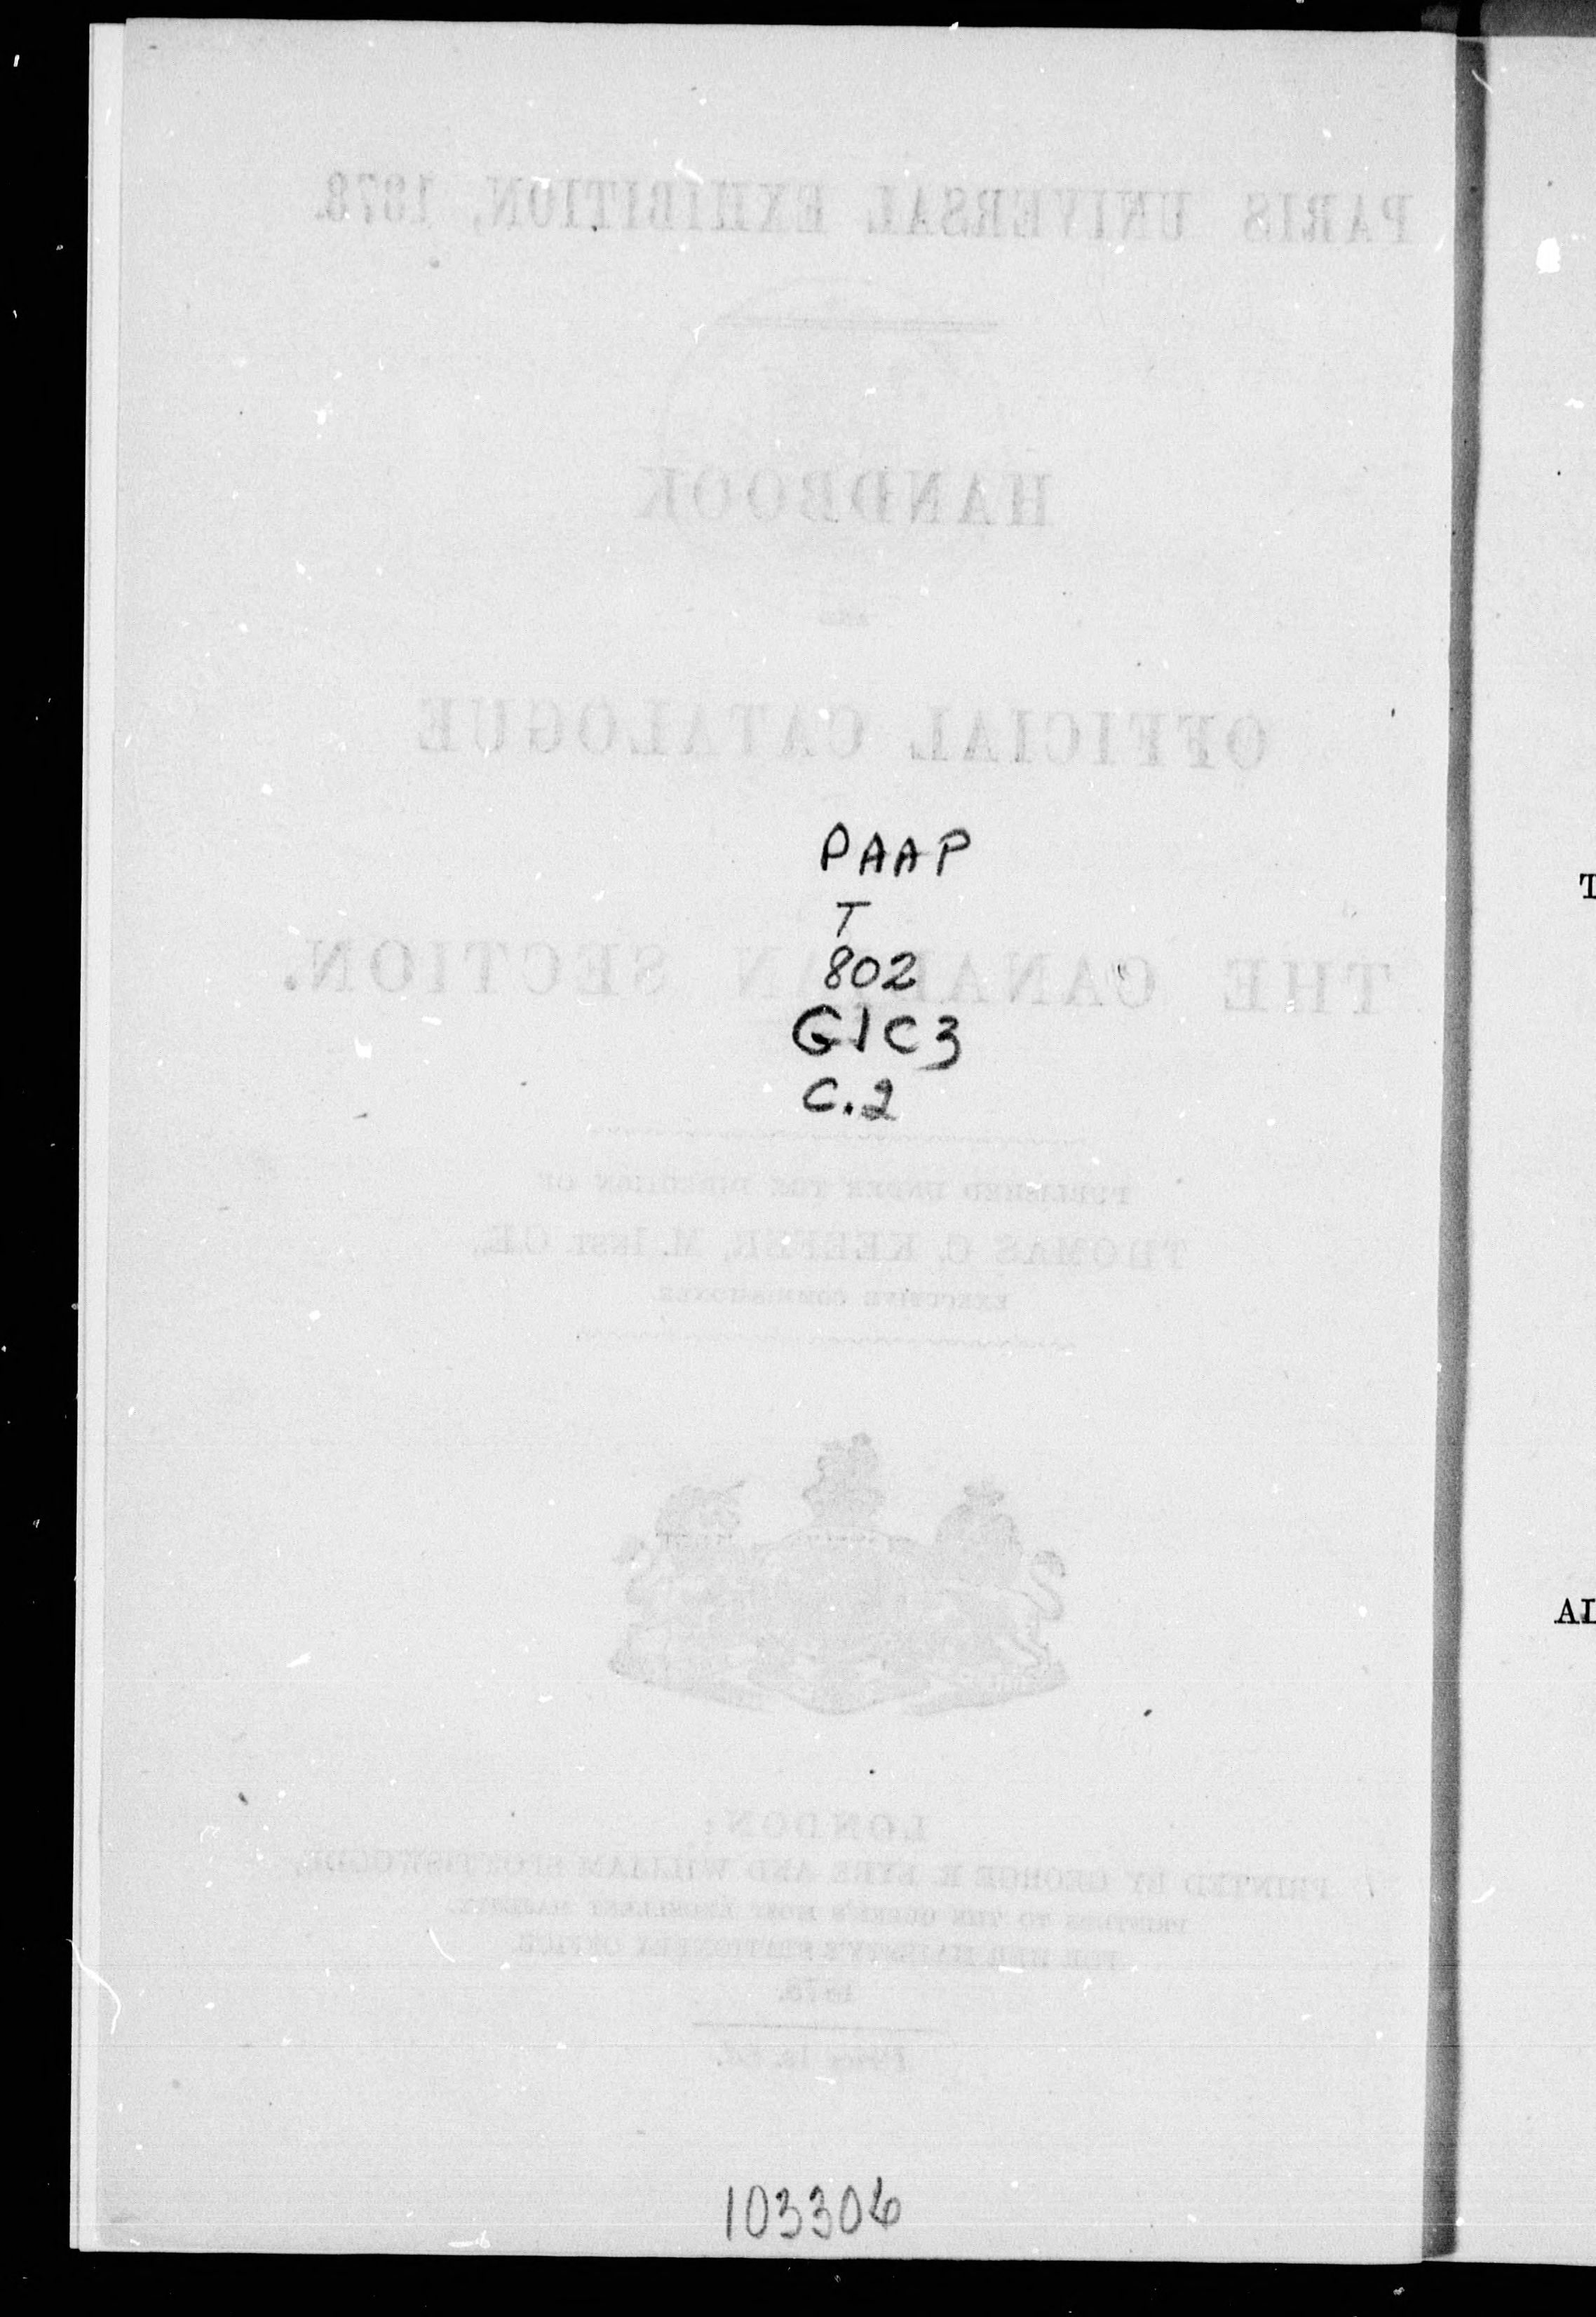 PARIS UNIVERSAL EXHIBITION, 1878.
HANDBOOK
AND
OFFICIAL CATALOGUE
PAAP
T
802
G1C3
C.2
THE CANADIAN SECTION.
PUBLISHED UNDER THE DIRECTION OF
THOMAS C. KEEFER, M. INST. C.E.,
EXECUTIVE COMMISSIONER.
LONDON:
PRINTED BY GEORGE E. EYRE AND WILLIAM SPOTTISWOODE,
PRINTERS TO THE QUEEN'S MOST EXCELLENT MAJESTY.
FOR HER MAJESTY'S STATIONERY OFFICE.
1878.
103306
T
AL